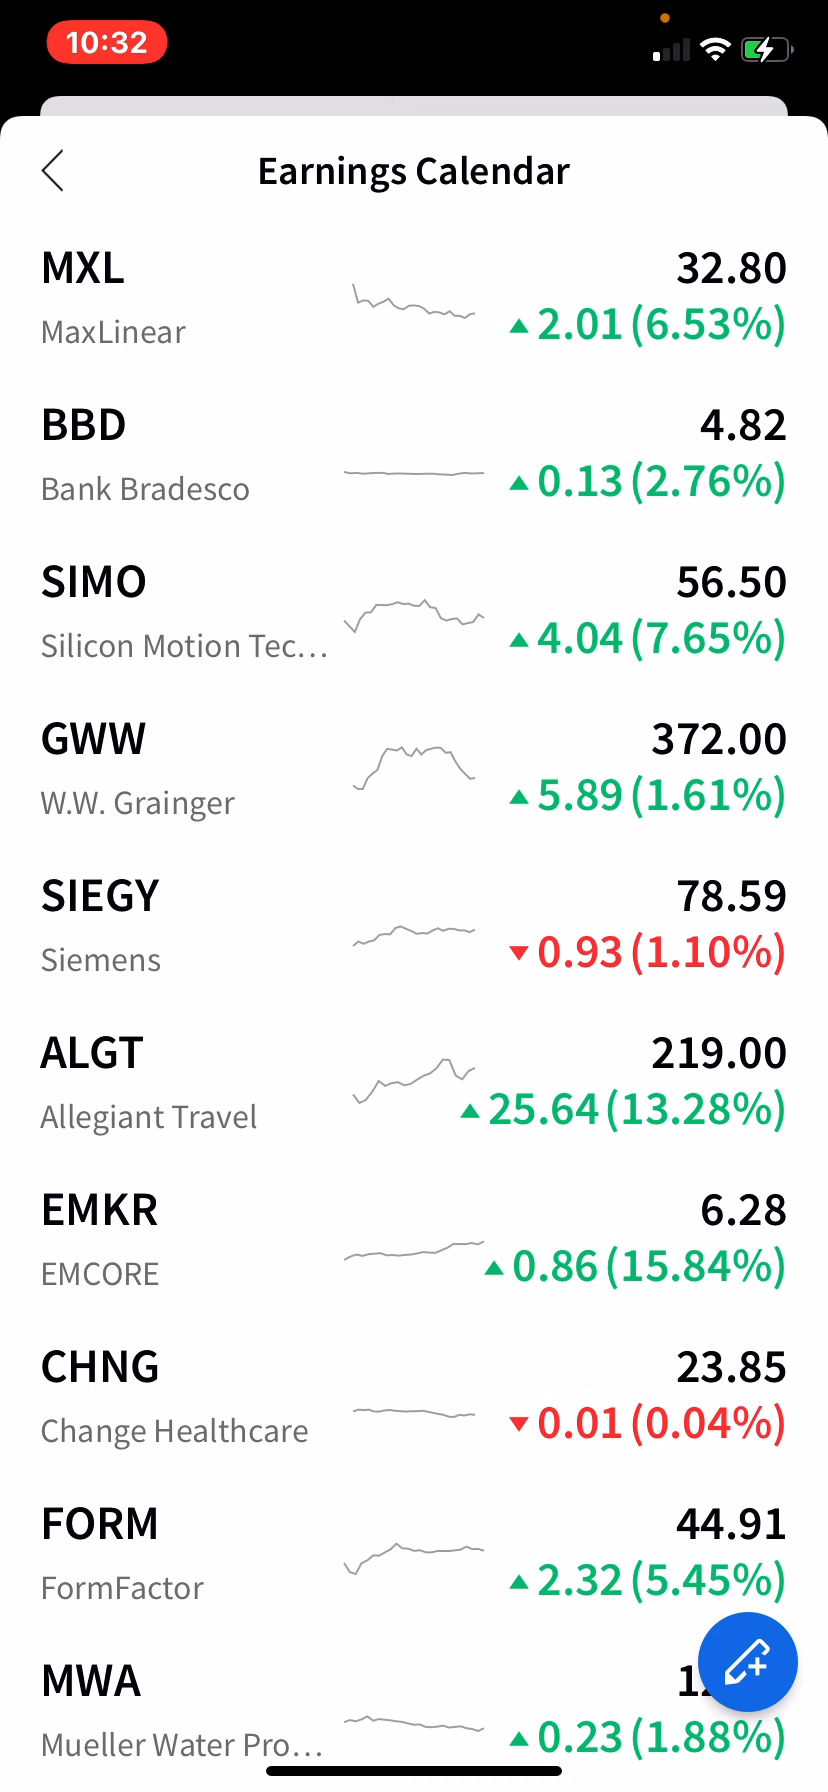 10:32
Earnings Calendar
MXL 32.80
MaxLinear ▲2.01 (6.53%)
BBD 4.82
Bank Bradesco ▲0.13 (2.76%)
SIMO 56.50
Silicon Motion Tec... ▲4.04 (7.65%)
GWW 372.00
W.W. Grainger ▲5.89 (1.61%)
SIEGY 78.59
Siemens ▼0.93 (1.10%)
ALGT 219.00
Allegiant Travel ▲25.64 (13.28%)
EMKR 6.28
EMCORE ▲0.86 (15.84%)
CHNG 23.85
Change Healthcare ▼0.01 (0.04%)
FORM 44.91
FormFactor ▲2.32 (5.45%)
MWA
Mueller Water Pro... ▲0.23 (1.88%)